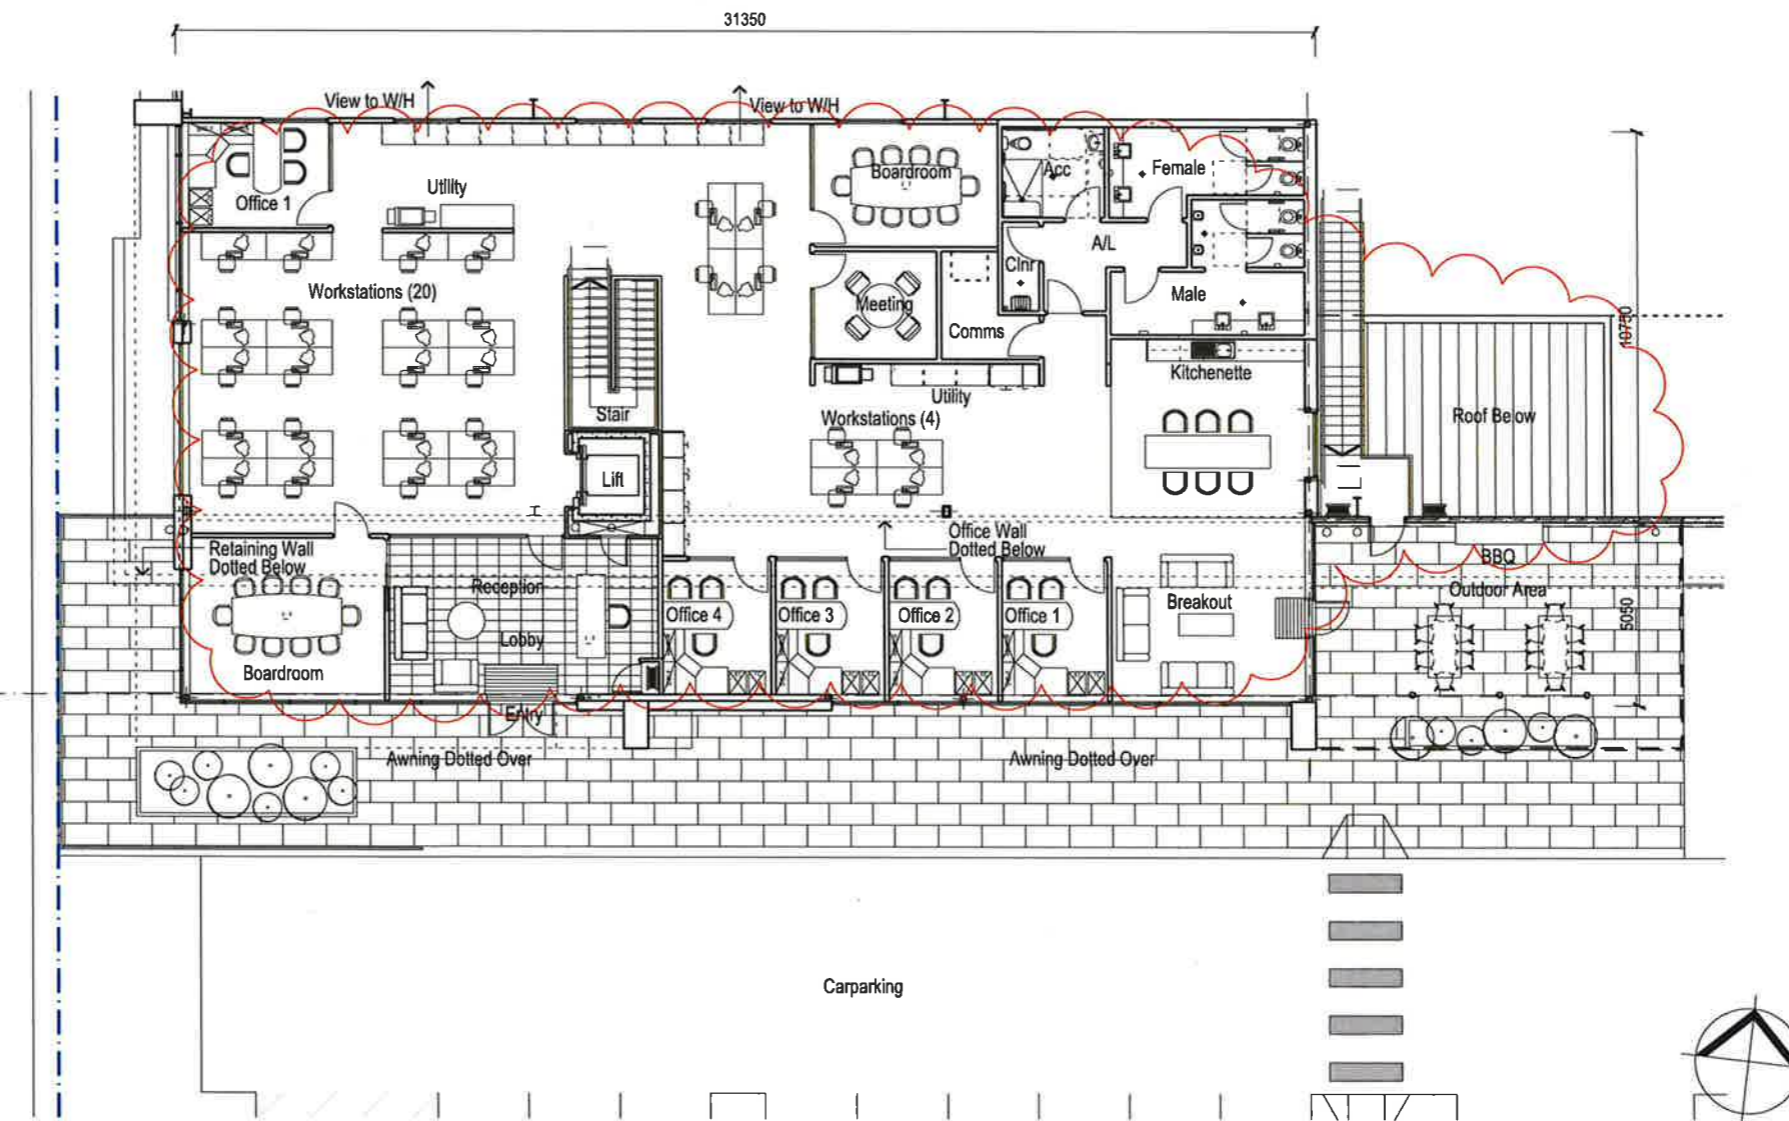 31350
View to W/H
View to W/H
Office 1
Utility
Boardroom
Acc
Female
A/L
Clnr
Workstations (20)
Meeting
Comms
Male
10750
Kitchenette
Utility
Stair
Workstations (4)
Roof Below
Lift
Office Wall
Dotted Below
Retaining Wall
Dotted Below
BBQ
Outdoor Area
Reception
Office 4
Office 3
Office 2
Office 1
Breakout
5050
Lobby
Boardroom
Entry
Awning Dotted Over
Awning Dotted Over
Carparking